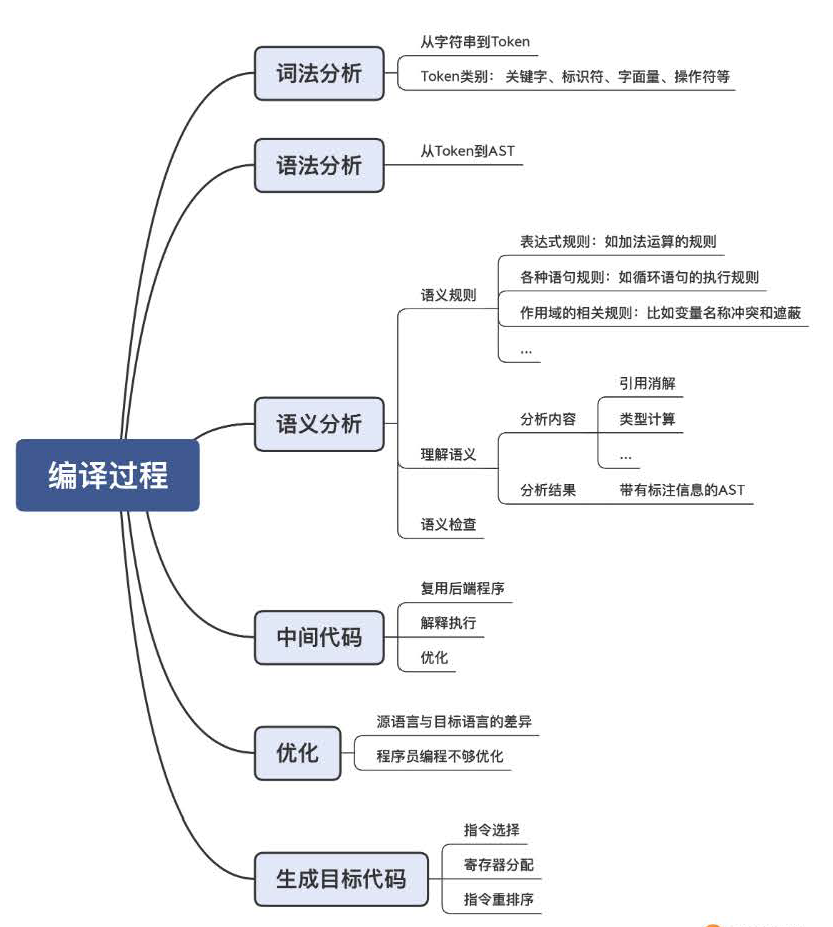 编译过程
词法分析
从字符串到Token
Token类别： 关键字、标识符、字面量、操作符等
语法分析
从Token到AST
语义分析
语义规则
表达式规则：如加法运算的规则
各种语句规则：如循环语句的执行规则
作用域的相关规则：比如变量名称冲突和遮蔽
...
理解语义
分析内容
引用消解
类型计算
...
分析结果
带有标注信息的AST
语义检查
中间代码
复用后端程序
解释执行
优化
优化
源语言与目标语言的差异
程序员编程不够优化
生成目标代码
指令选择
寄存器分配
指令重排序